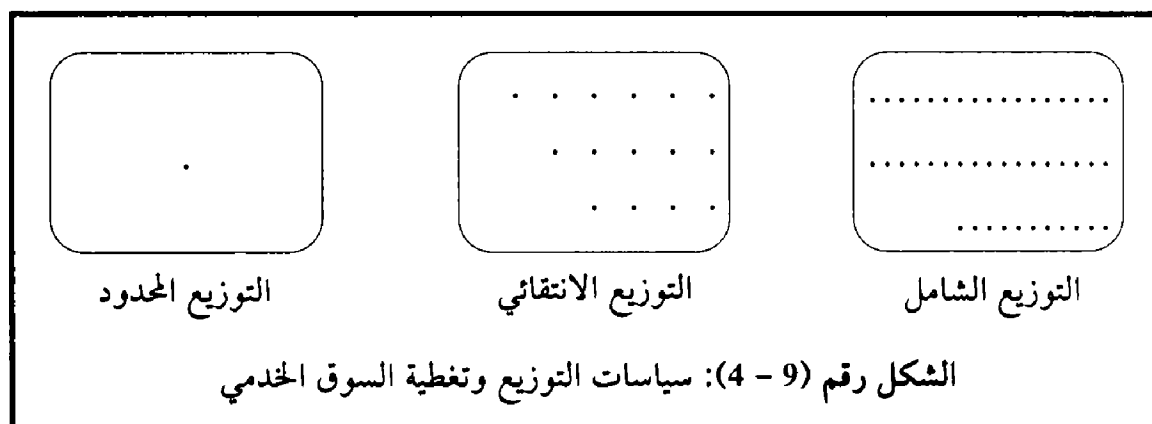 التوزيع الشامل
التوزيع الانتقائي
التوزيع المحدود
الشكل رقم (9 – 4): سياسات التوزيع وتغطية السوق الخدمي